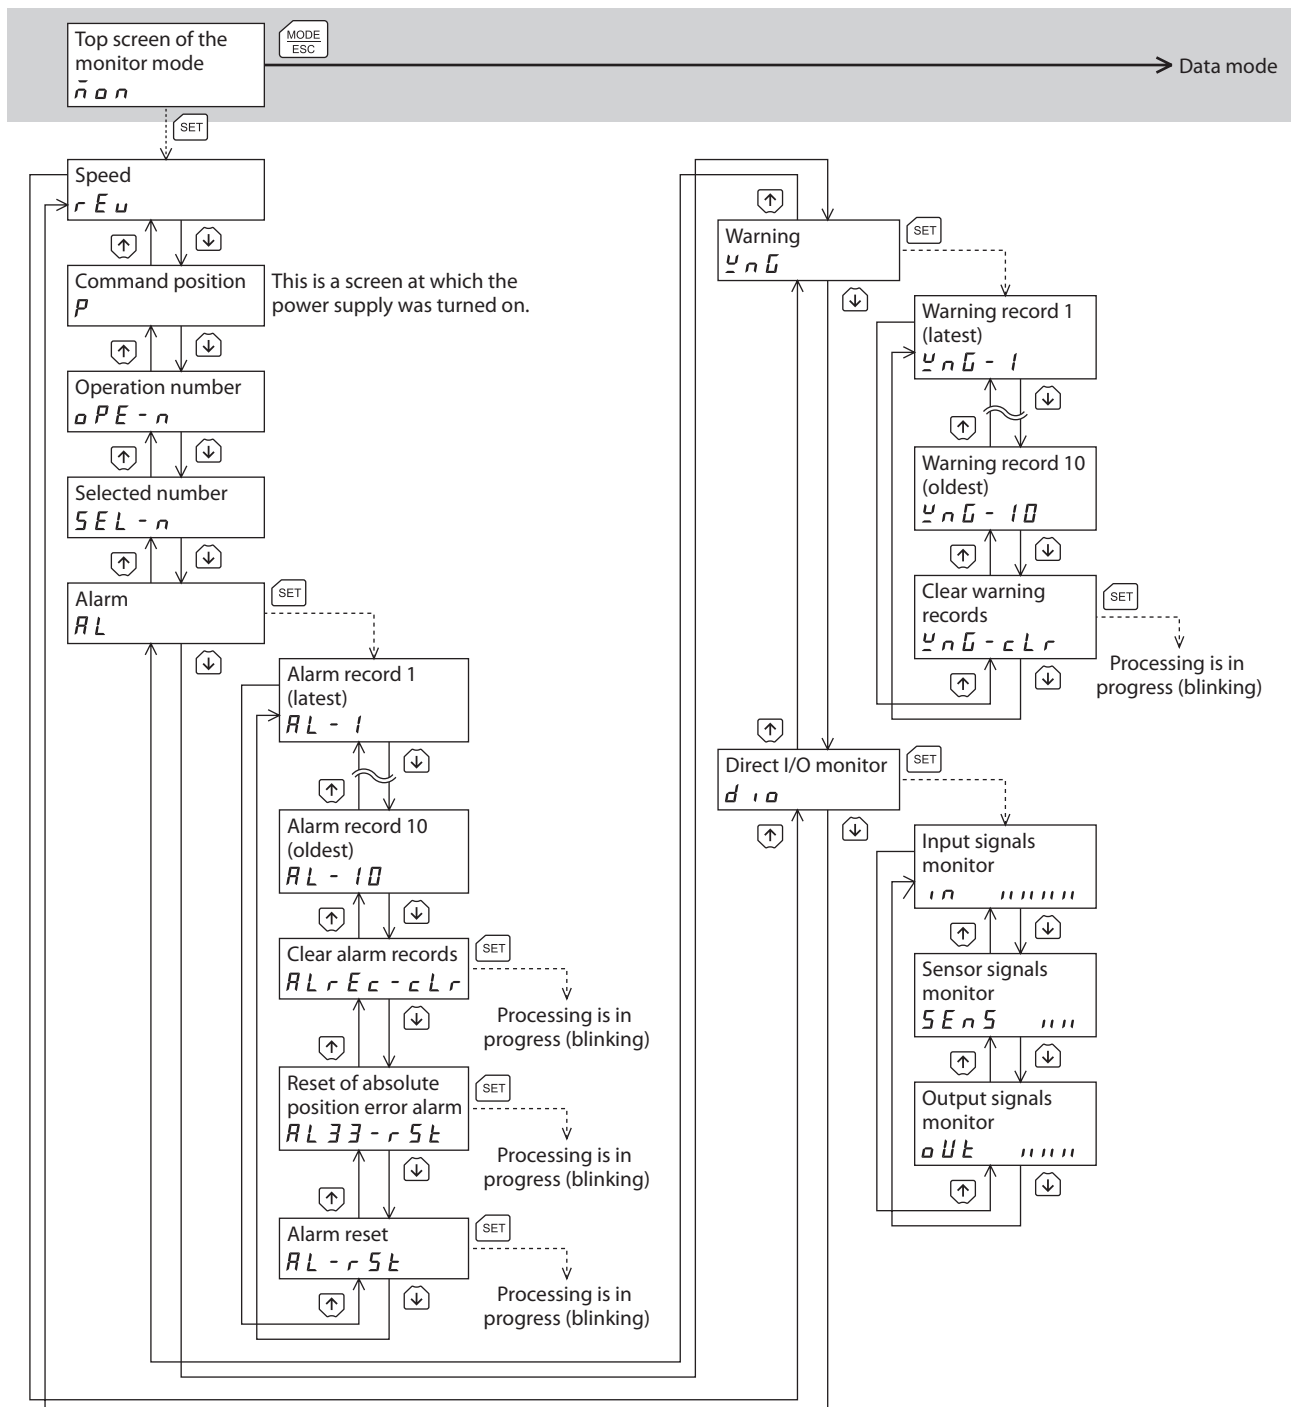 Top screen of the
monitor mode
MODE
ESC
Data mode
mon
SET
Speed
rEv
Command position
P
This is a screen at which the
power supply was turned on.
Operation number
oPE-n
Selected number
SEL-n
Alarm
AL
SET
Alarm record 1
(latest)
AL-1
Alarm record 10
(oldest)
AL-10
Clear alarm records
ALrEc-cLr
SET
Processing is in
progress (blinking)
Reset of absolute
position error alarm
AL33-rSt
SET
Processing is in
progress (blinking)
Alarm reset
AL-rSt
SET
Processing is in
progress (blinking)
Warning
WnG
SET
Warning record 1
(latest)
WnG-1
Warning record 10
(oldest)
WnG-10
Clear warning
records
WnG-cLr
SET
Processing is in
progress (blinking)
Direct I/O monitor
dio
SET
Input signals
monitor
in
Sensor signals
monitor
SEnS
Output signals
monitor
oUt